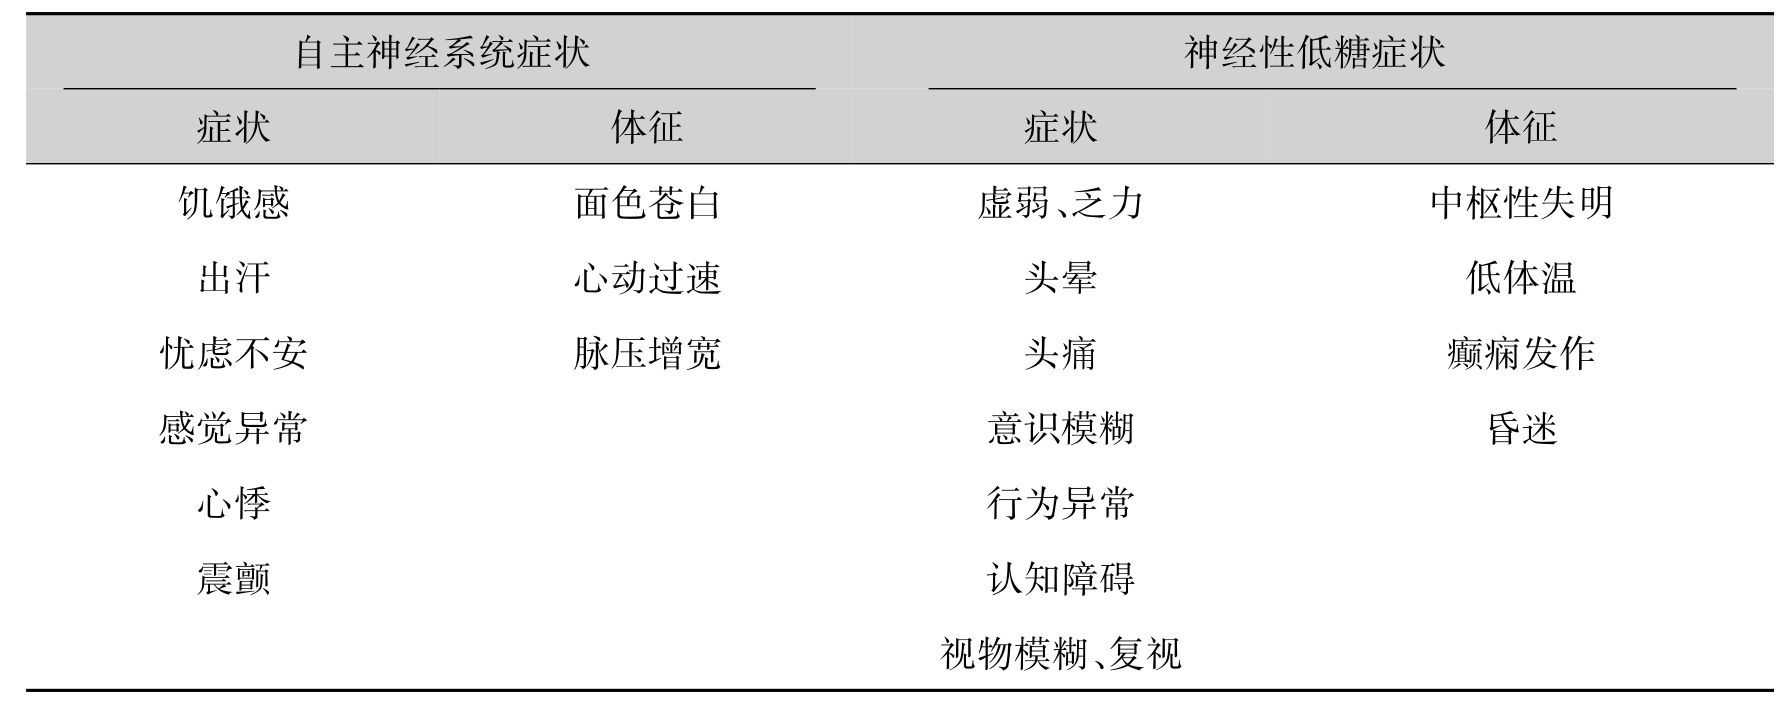 自主神经系统症状 神经性低糖症状
症状 体征 症状 体征
饥饿感 面色苍白 虚弱、乏力 中枢性失明
出汗 心动过速 头晕 低体温
忧虑不安 脉压增宽 头痛 癫痫发作
感觉异常 意识模糊 昏迷
心悸 行为异常
震颤 认知障碍
视物模糊、复视